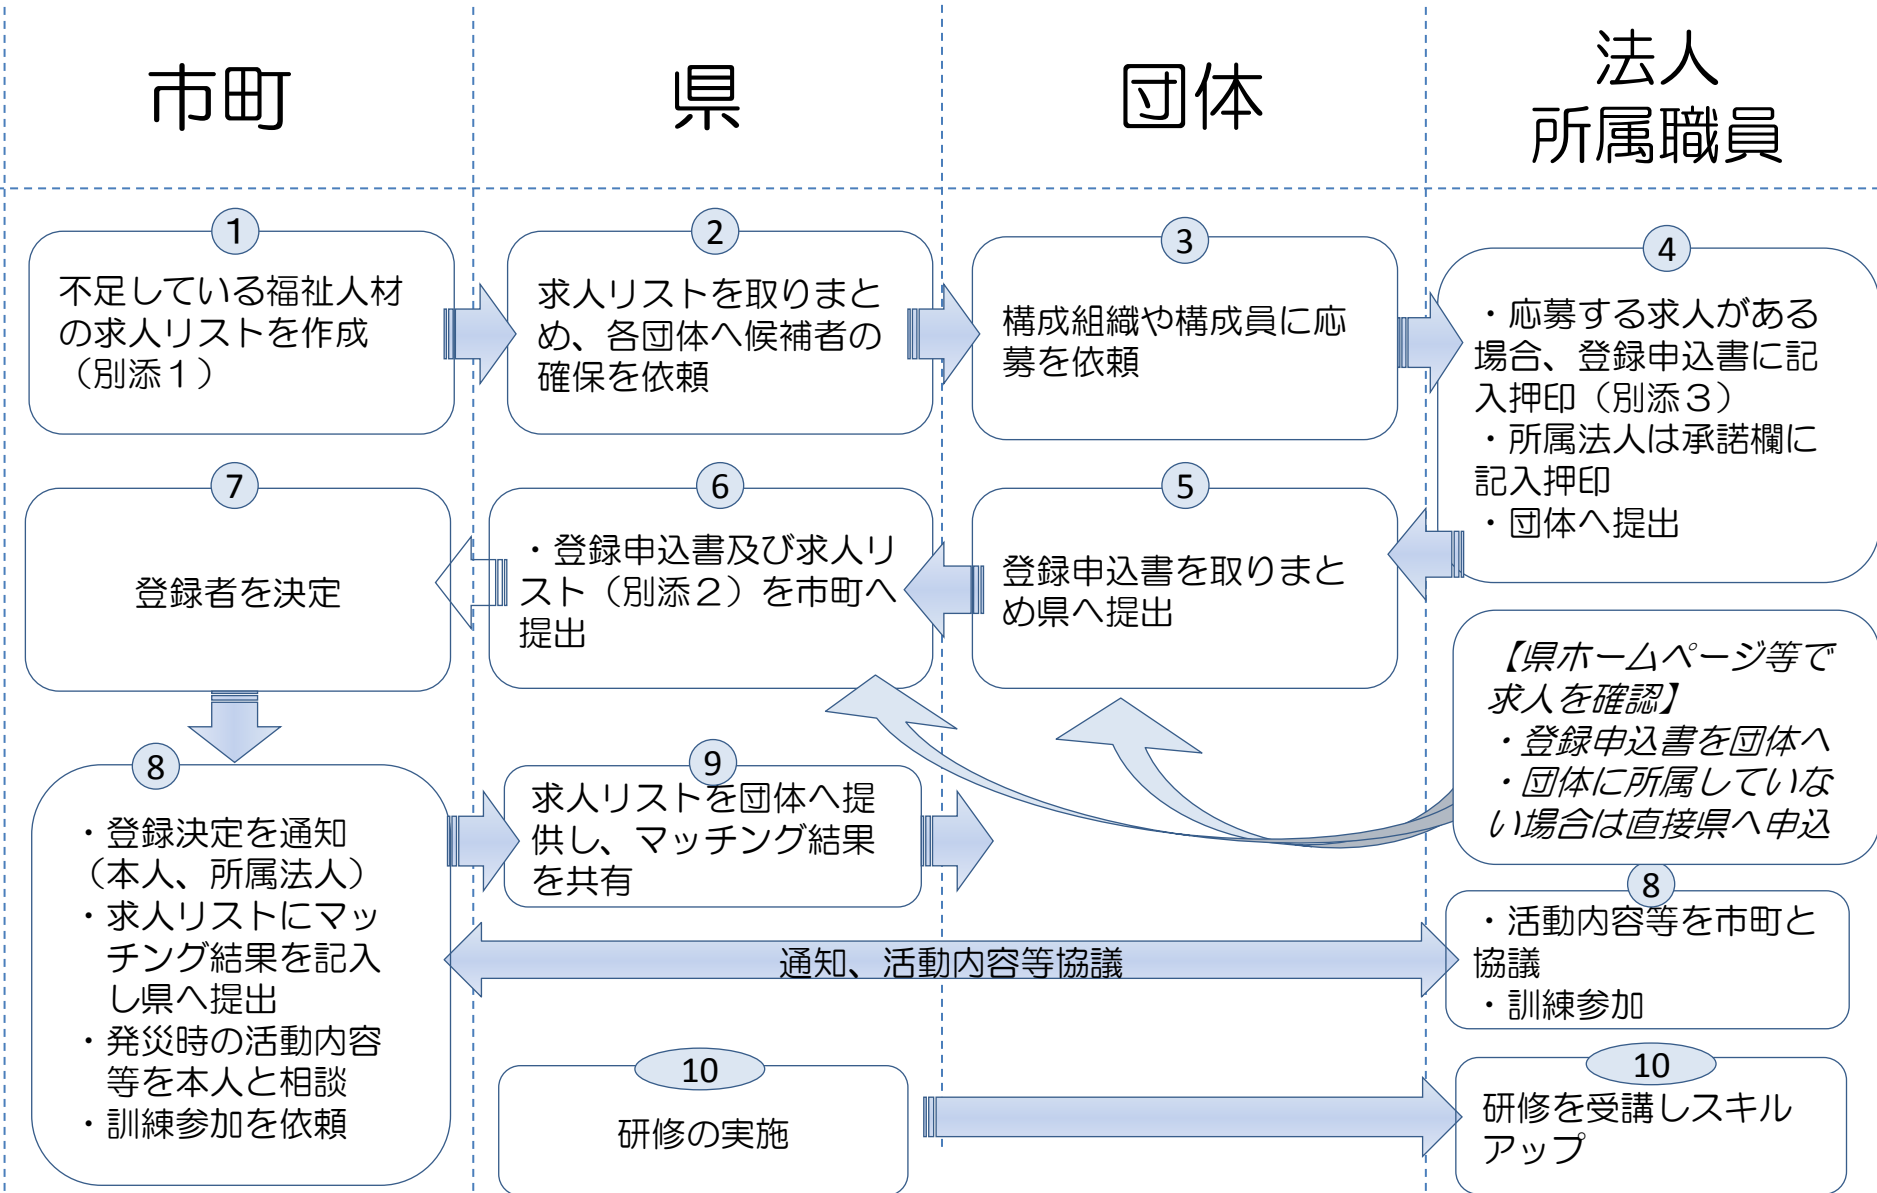 市町
県
団体
法人
所属職員
1
不足している福祉人材
の求人リストを作成
（別添１）
2
求人リストを取りまと
め、各団体へ候補者の
確保を依頼
3
構成組織や構成員に応
募を依頼
4
・応募する求人がある
場合、登録申込書に記
入押印（別添３）
・所属法人は承諾欄に
記入押印
・団体へ提出
7
登録者を決定
6
・登録申込書及び求人リ
スト（別添２）を市町へ
提出
5
登録申込書を取りまと
め県へ提出
【県ホームページ等で
求人を確認】
・登録申込書を団体へ
・団体に所属していな
い場合は直接県へ申込
8
・登録決定を通知
（本人、所属法人）
・求人リストにマッ
チング結果を記入
し県へ提出
・発災時の活動内容
等を本人と相談
・訓練参加を依頼
9
求人リストを団体へ提
供し、マッチング結果
を共有
通知、活動内容等協議
8
・活動内容等を市町と
協議
・訓練参加
10
研修の実施
10
研修を受講しスキル
アップ